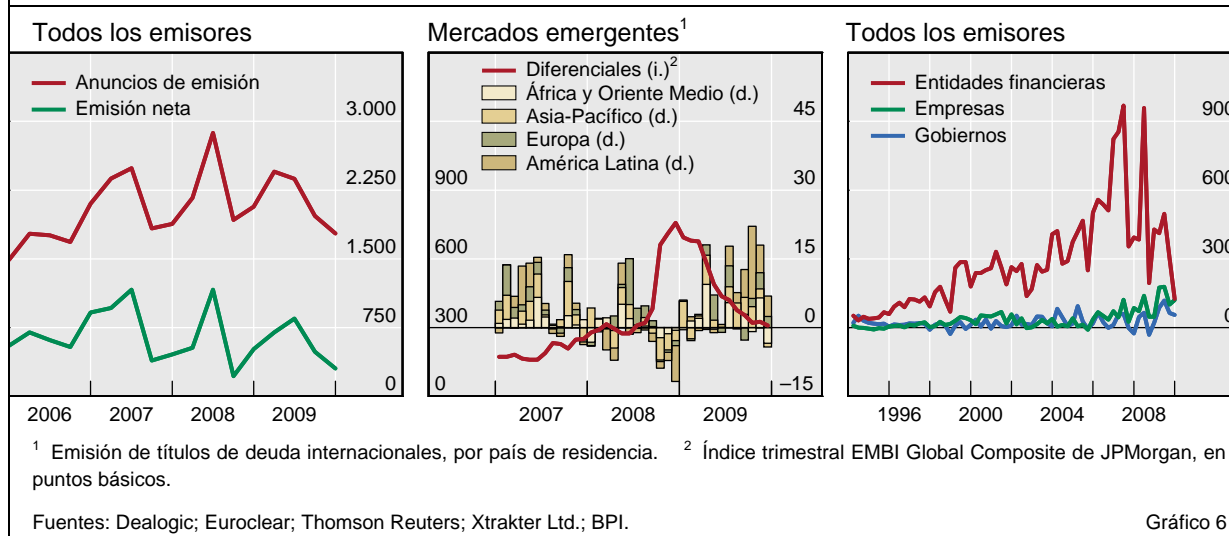 Todos los emisores
Anuncios de emisión
Emisión neta
3.000
2.250
1.500
750
0
2006 2007 2008 2009
Mercados emergentes¹
Diferenciales (i.)²
África y Oriente Medio (d.)
Asia-Pacífico (d.)
Europa (d.)
América Latina (d.)
900
600
300
0
45
30
15
0
–15
2007 2008 2009
Todos los emisores
Entidades financieras
Empresas
Gobiernos
900
600
300
0
1996 2000 2004 2008
¹ Emisión de títulos de deuda internacionales, por país de residencia. ² Índice trimestral EMBI Global Composite de JPMorgan, en
puntos básicos.
Fuentes: Dealogic; Euroclear; Thomson Reuters; Xtrakter Ltd.; BPI. Gráfico 6